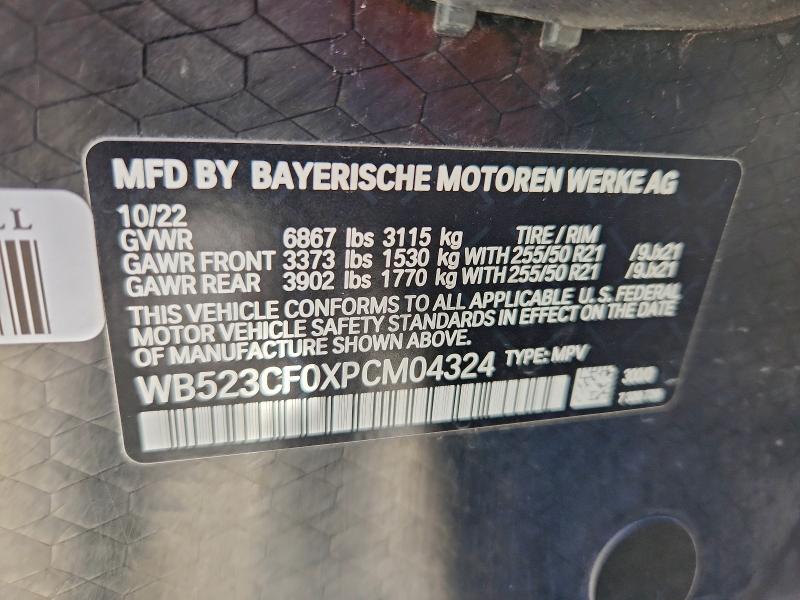 LL
MFD BY BAYERISCHE MOTOREN WERKE AG
10/22
GVWR 6867 lbs 3115 kg TIRE / RIM
GAWR FRONT 3373 lbs 1530 kg WITH 255/50 R21 /9Jx21
GAWR REAR 3902 lbs 1770 kg WITH 255/50 R21 /9Jx21
THIS VEHICLE CONFORMS TO ALL APPLICABLE U.S. FEDERAL
MOTOR VEHICLE SAFETY STANDARDS IN EFFECT ON THE DATE
OF MANUFACTURE SHOWN ABOVE.
WB523CF0XPCM04324 TYPE: MPV